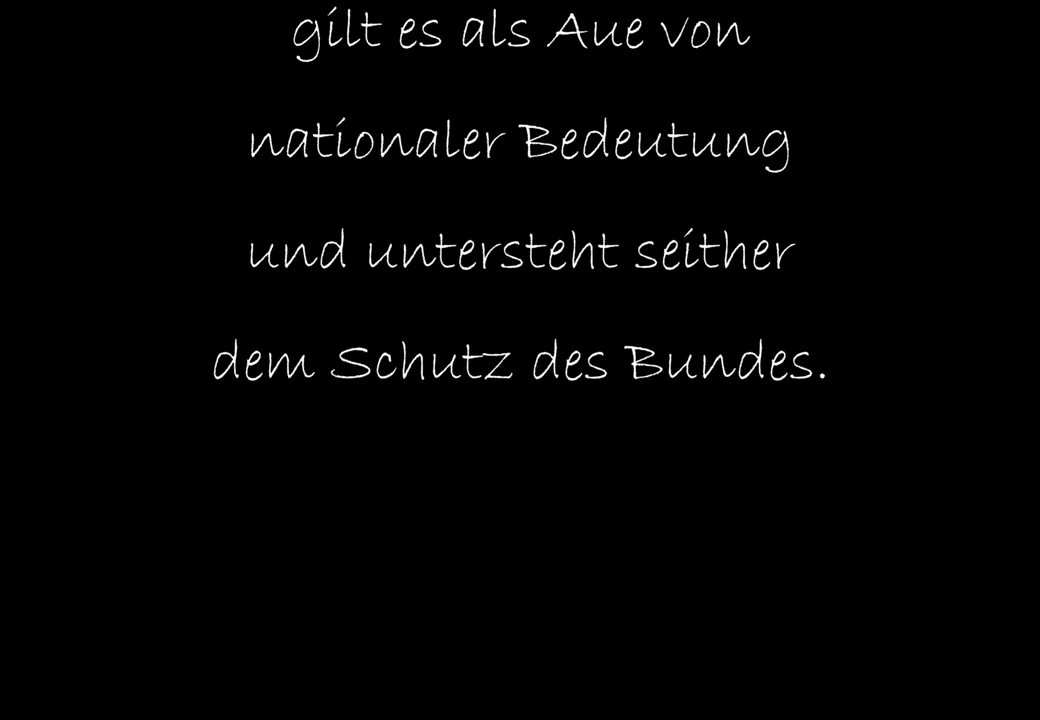 gilt es als Aue von
nationaler Bedeutung
und untersteht seither
dem Schutz des Bundes.